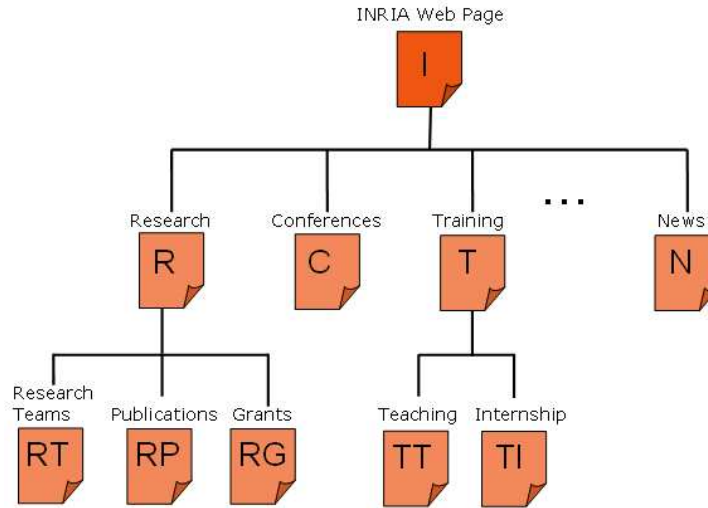 INRIA Web Page
I
...
Research
Conferences
Training
News
R
C
T
N
Research
Teams
Publications
Grants
Teaching
Internship
RT
RP
RG
TT
TI